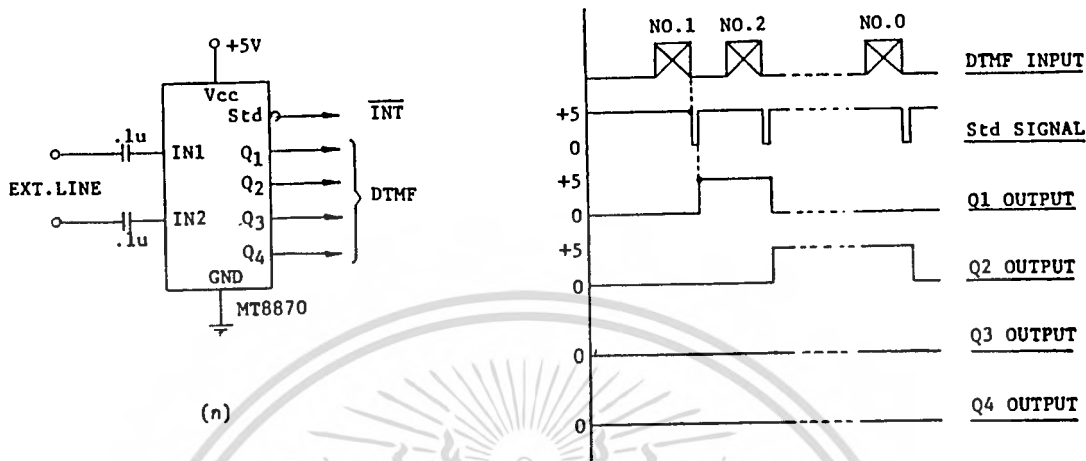 +5V
Vcc
Std
INT
.1u
IN1
Q1
EXT.LINE
Q2
DTMF
IN2
Q3
.1u
Q4
GND
MT8870
(ก)
NO.1
NO.2
NO.0
DTMF INPUT
+5
Std SIGNAL
0
+5
Q1 OUTPUT
0
+5
Q2 OUTPUT
0
Q3 OUTPUT
0
Q4 OUTPUT
0